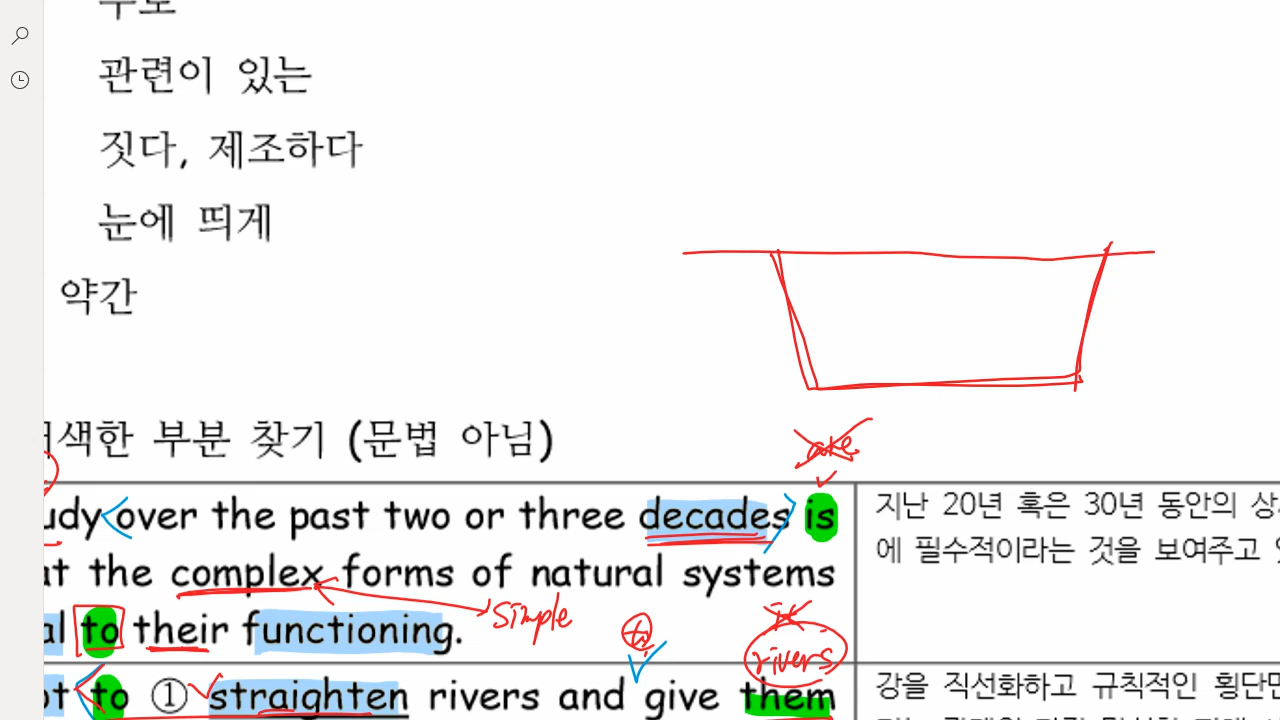 관련이 있는
짓다, 제조하다
눈에 띄게
약간
색한 부분 찾기 (문법 아님)
are
udy over the past two or three decades is
at the complex forms of natural systems
simple
al to their functioning.
to
rivers
ot to ① straighten rivers and give them
지난 20년 혹은 30년 동안의
에 필수적이라는 것을 보여주고
강을 직선화하고 규칙적인